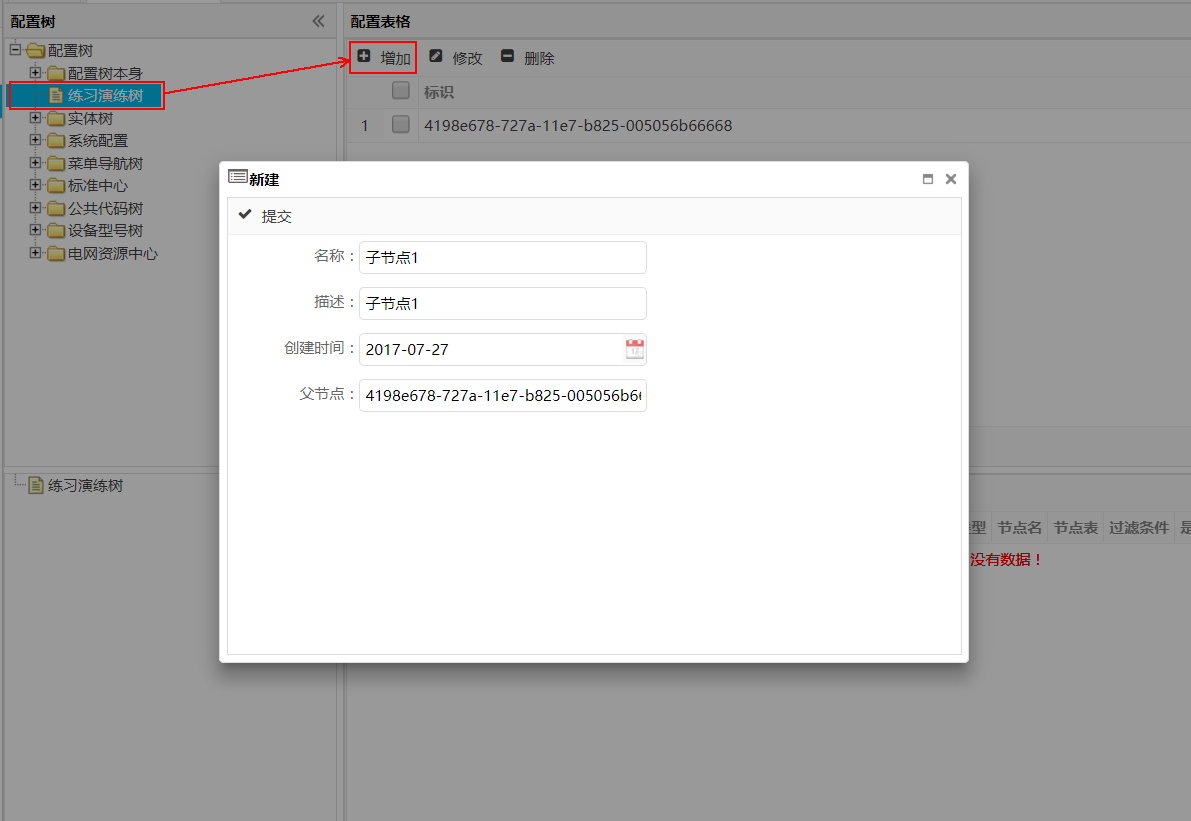 配置树
配置表格
配置树
配置树本身
练习演练树
实体树
系统配置
菜单导航树
标准中心
公共代码树
设备型号树
电网资源中心
增加 修改 删除
标识
1 4198e678-727a-11e7-b825-005056b66668
新建
提交
名称： 子节点1
描述： 子节点1
创建时间： 2017-07-27
父节点： 4198e678-727a-11e7-b825-005056b6
练习演练树
型 节点名 节点表 过滤条件 是
没有数据！